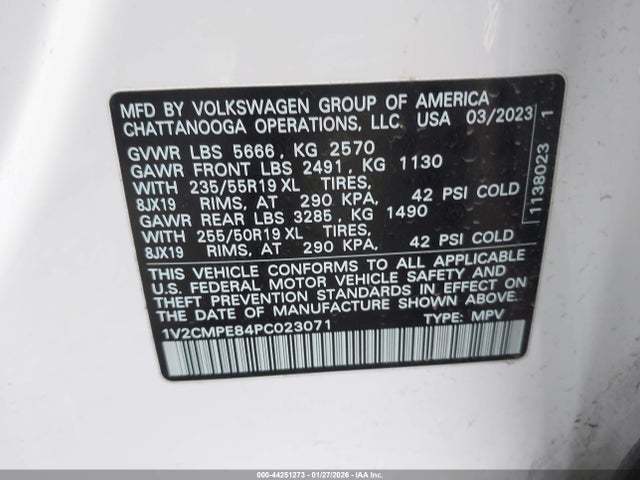 MFD BY VOLKSWAGEN GROUP OF AMERICA
CHATTANOOGA OPERATIONS, LLC USA 03/2023
GVWR LBS 5666, KG 2570
GAWR FRONT LBS 2491, KG 1130
WITH 235/55R19 XL TIRES,
8JX19 RIMS, AT 290 KPA, 42 PSI COLD
GAWR REAR LBS 3285, KG 1490
WITH 255/50R19 XL TIRES,
8JX19 RIMS, AT 290 KPA, 42 PSI COLD
THIS VEHICLE CONFORMS TO ALL APPLICABLE
U.S. FEDERAL MOTOR VEHICLE SAFETY AND
THEFT PREVENTION STANDARDS IN EFFECT ON
THE DATE OF MANUFACTURE SHOWN ABOVE.
1V2CMPE84PC023071 TYPE: MPV
1138023 1
000-44251273 - 01/27/2026 - IAAI.com